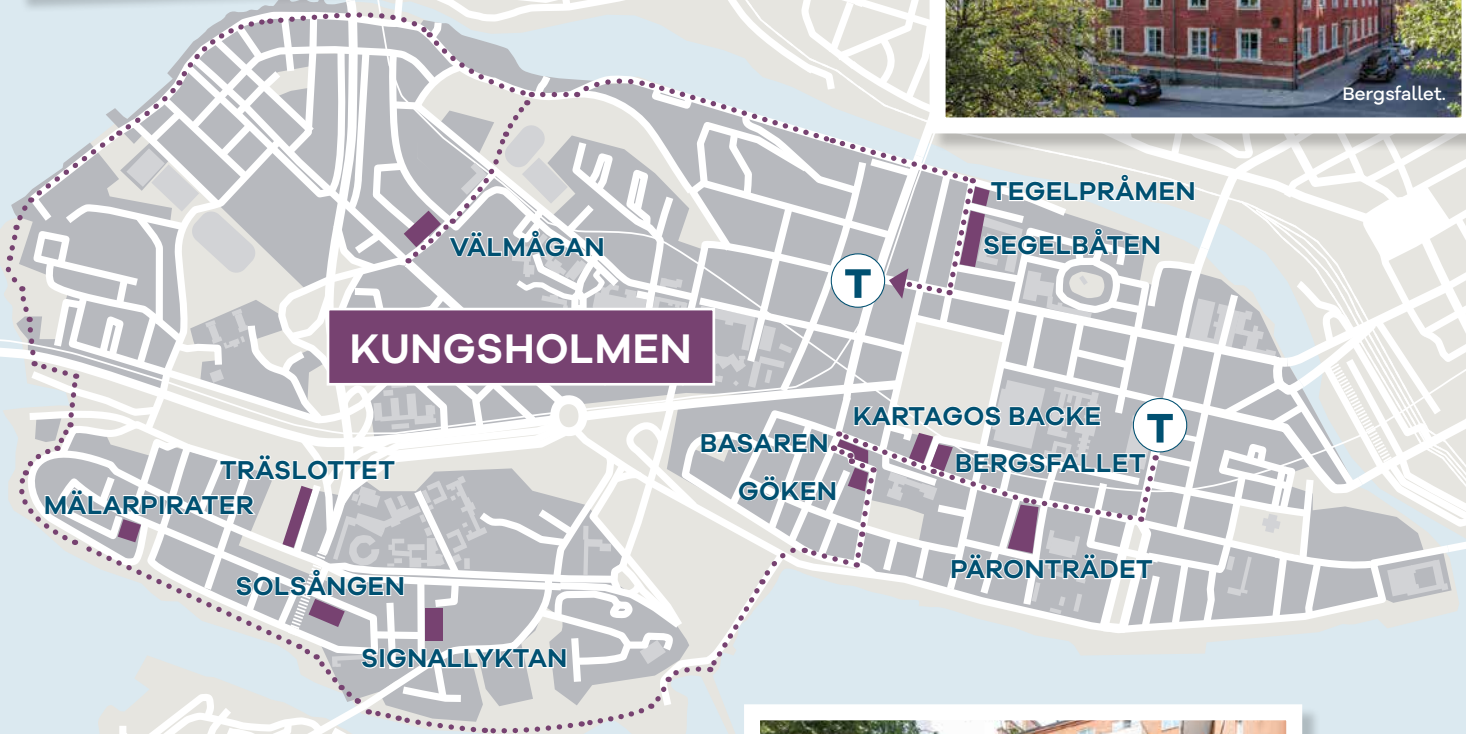 Bergsfallet.
TEGELPRÅMEN
SEGELBÅTEN
VÄLMÅGAN
T
KUNGSHOLMEN
KARTAGOS BACKE
T
BASAREN
BERGSFALLET
TRÄSLOTTET
GÖKEN
MÄLARPIRATER
PÄRONTRÄDET
SOLSÅNGEN
SIGNALLYKTAN